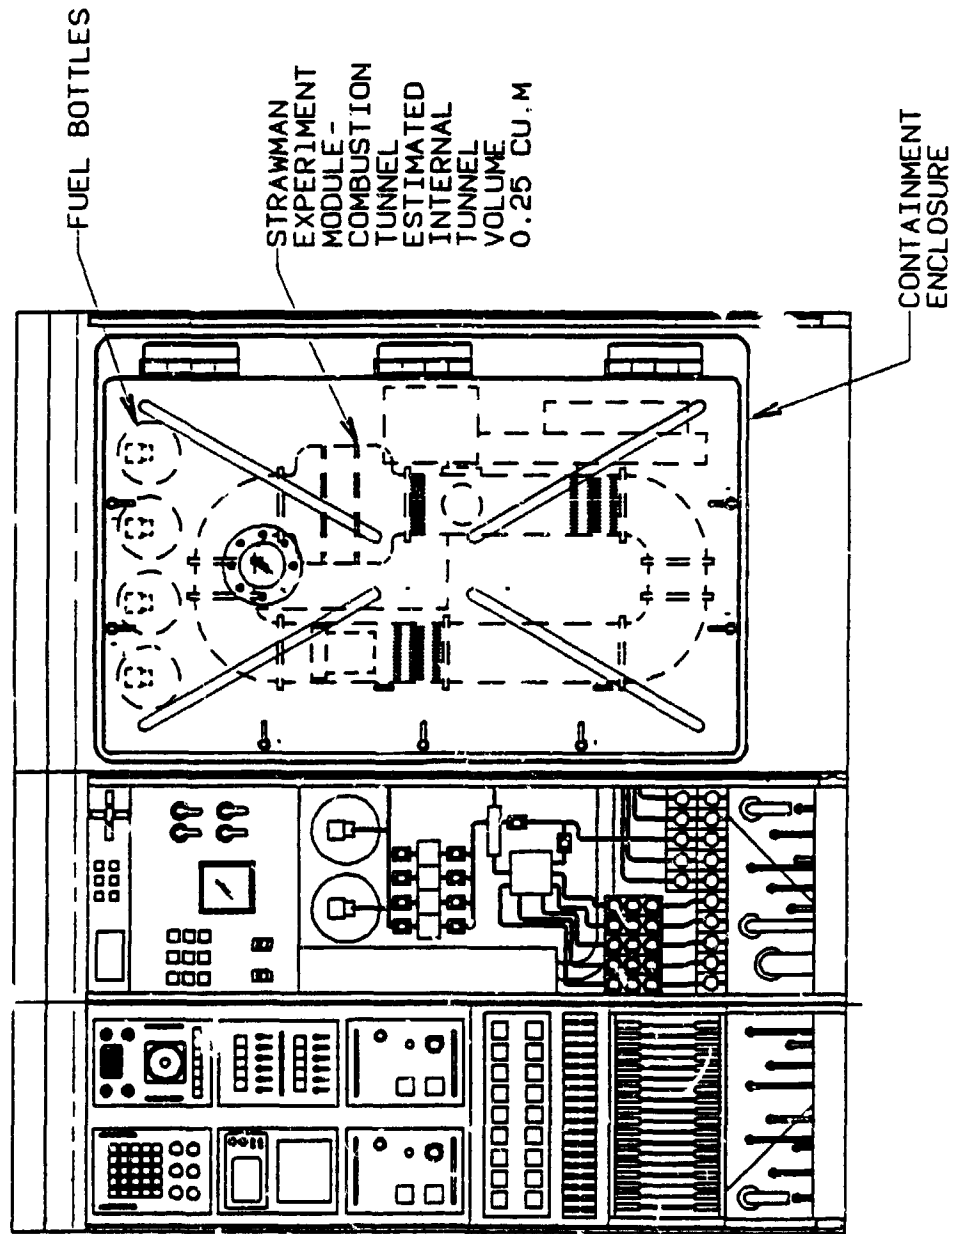 FUEL BOTTLES
STRAWMAN
EXPERIMENT
MODULE-
COMBUSTION
TUNNEL
ESTIMATED
INTERNAL
TUNNEL
VOLUME
0.25 CU.M
CONTAINMENT
ENCLOSURE